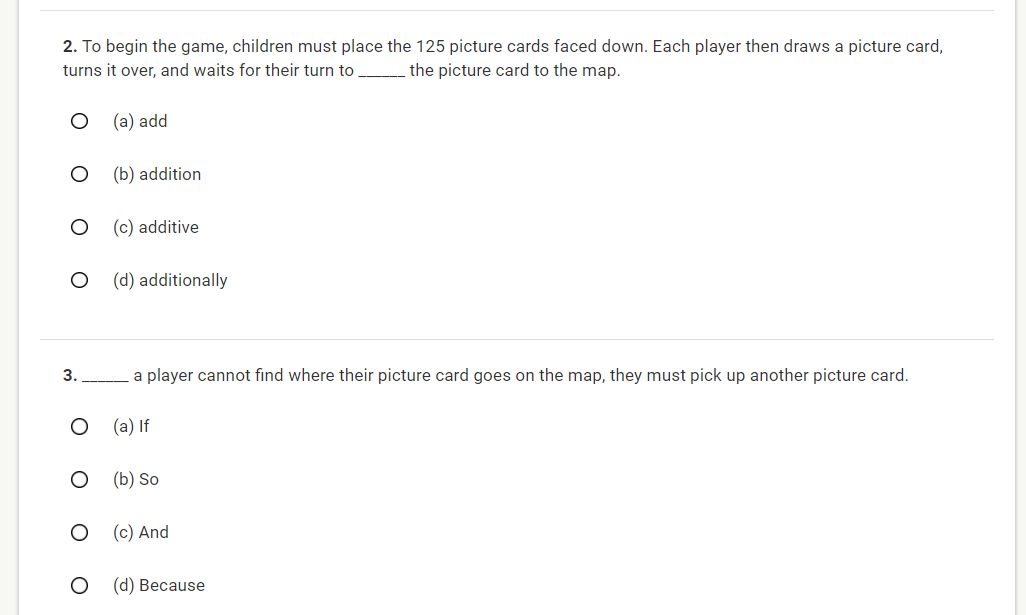 2. To begin the game, children must place the 125 picture cards faced down. Each player then draws a picture card,
turns it over, and waits for their turn to ______ the picture card to the map.
(a) add
(b) addition
(c) additive
(d) additionally
3. ______ a player cannot find where their picture card goes on the map, they must pick up another picture card.
(a) If
(b) So
(c) And
(d) Because